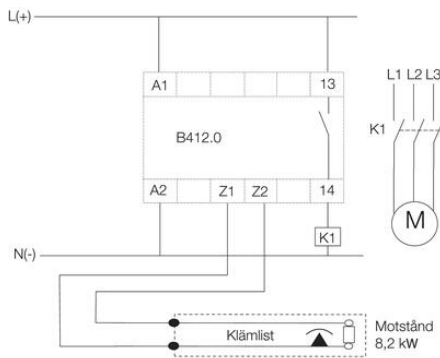 L(+)
A1 13
L1 L2 L3
B412.0
K1
A2 Z1 Z2 14
M
K1
N(-)
Klämlist
Motstånd
8,2 kW